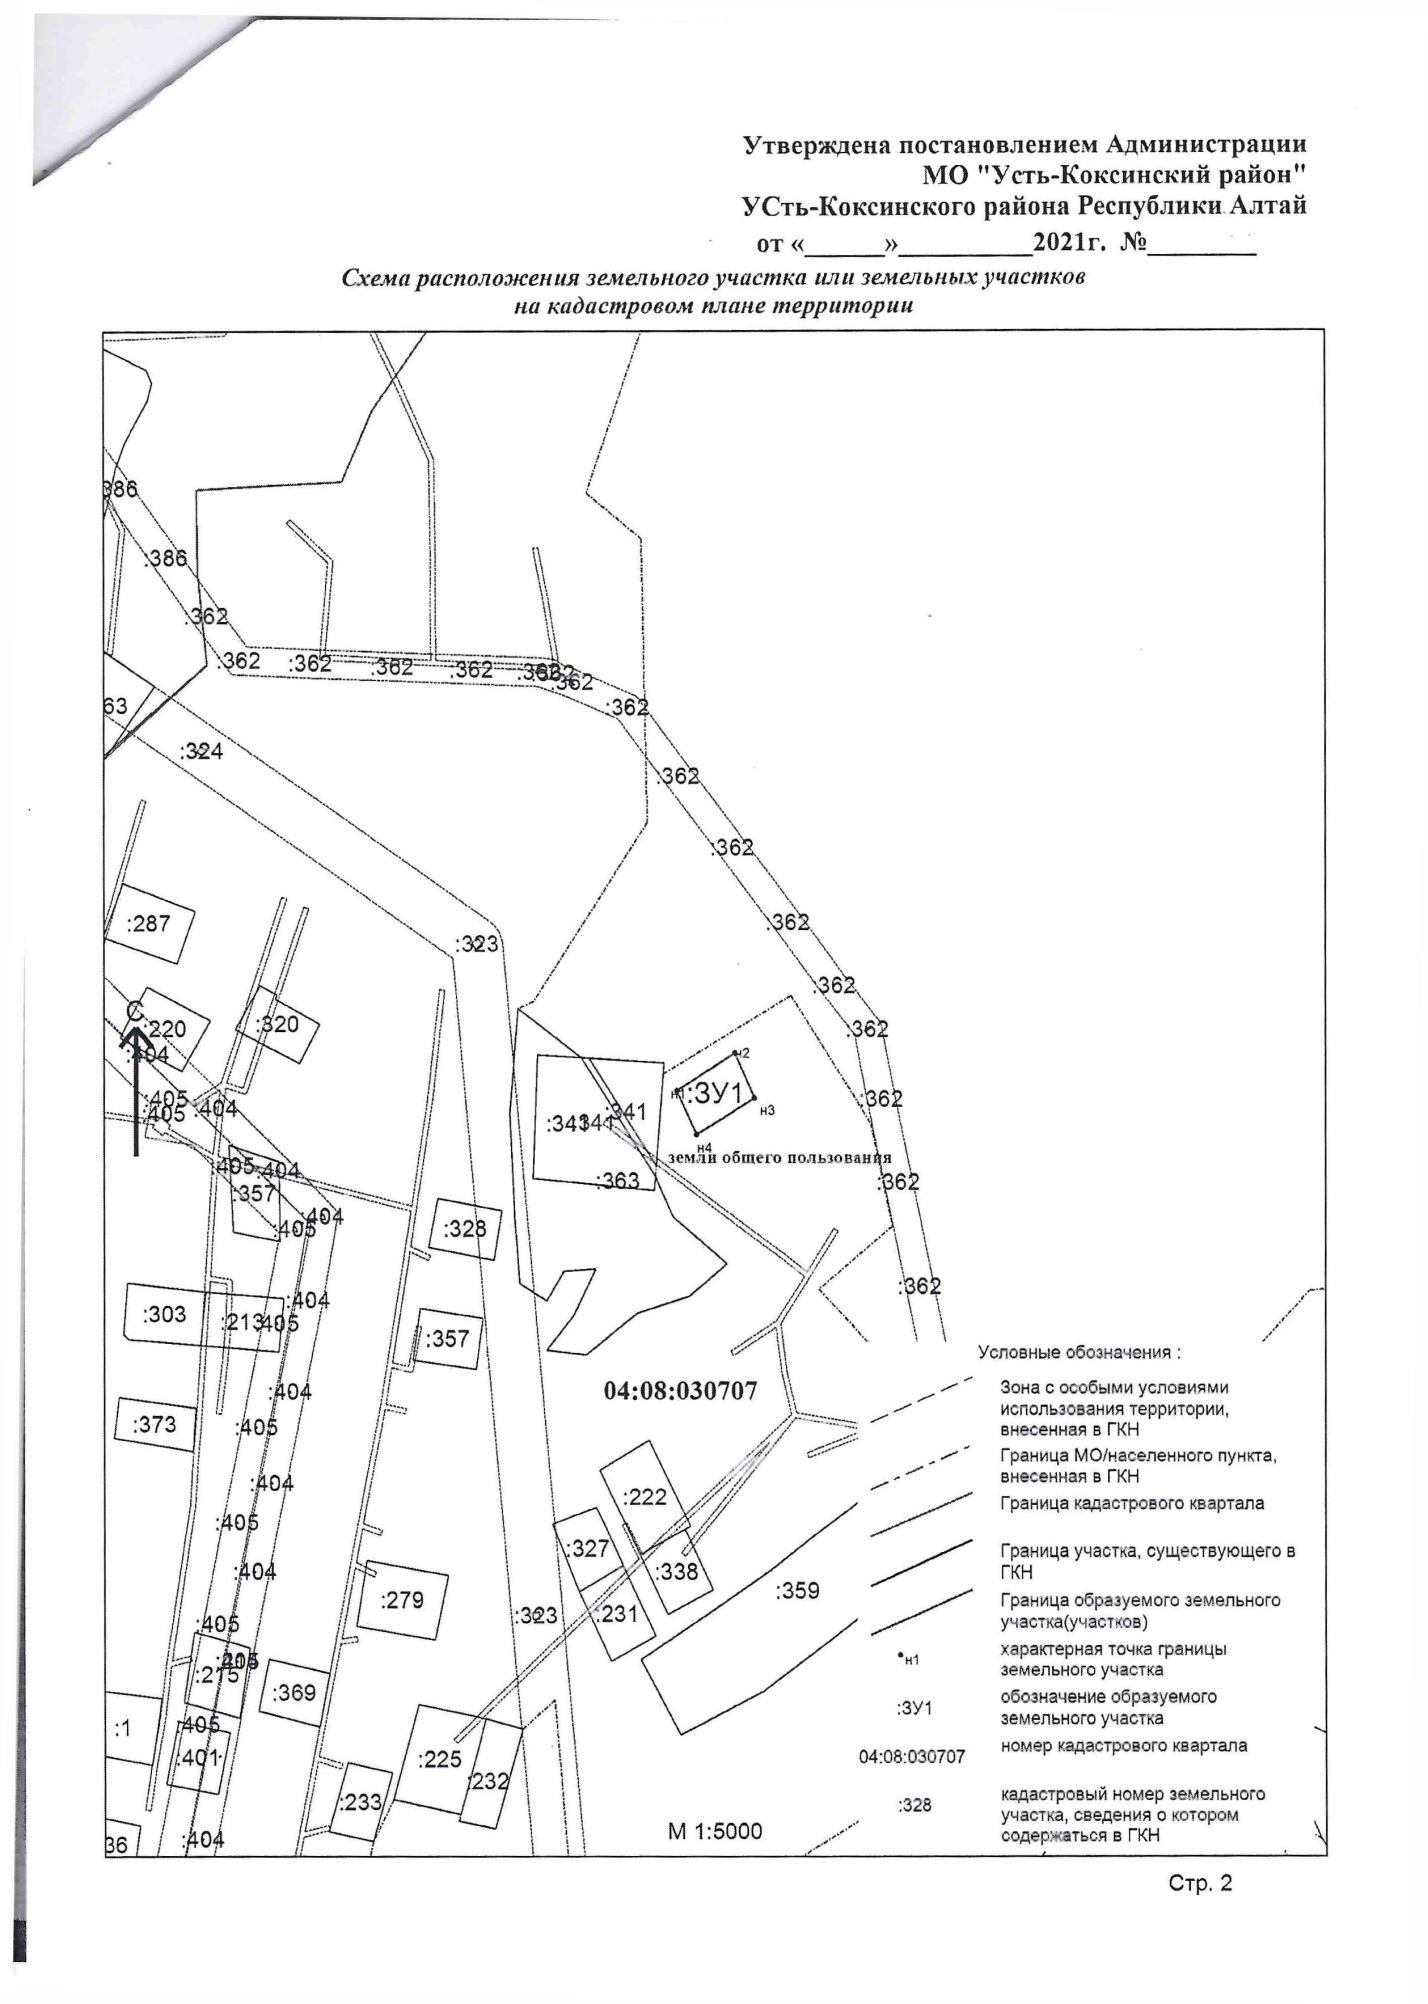 Утверждена постановлением Администрации
МО "Усть-Коксинский район"
УСть-Коксинского района Республики Алтай
от «______»__________2021г. №________
Схема расположения земельного участка или земельных участков
на кадастровом плане территории
:386
:362
:362 :362 :362 :362 :362
:362
:362
63
:324
:362
:362
:287
:362
:323
:362
С
:220
:320
:362
:404
н2
н1 :ЗУ1
:405
:405 :404
:341
:341
:362
н3
н4
земли общего пользования
:405 :404
:363
:362
:357
:404
:405
:328
:362
:404
:303
:213 :405
:357
Условные обозначения :
Зона с особыми условиями
использования территории,
внесенная в ГКН
:404
04:08:030707
:373
:405
Граница МО/населенного пункта,
внесенная в ГКН
:404
:222
Граница кадастрового квартала
:405
:327
Граница участка, существующего в
ГКН
:404
:338
:359
:279
Граница образуемого земельного
участка(участков)
:405
:323
:231
н1
характерная точка границы
земельного участка
:215
:369
:ЗУ1
обозначение образуемого
земельного участка
:1
:405
:401
:225
:232
04:08:030707
номер кадастрового квартала
:233
:328
кадастровый номер земельного
участка, сведения о котором
содержаться в ГКН
36
:404
М 1:5000
Стр. 2